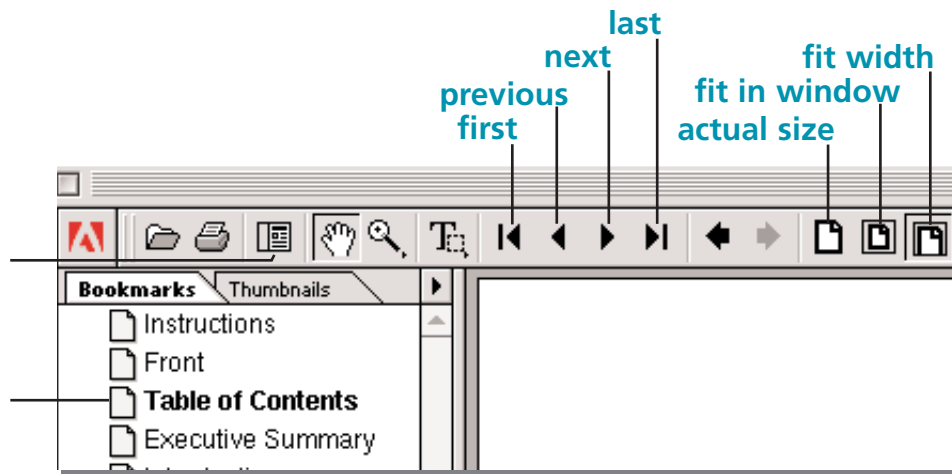 last
next
fit width
previous
fit in window
first
actual size
Bookmarks
Thumbnails
Instructions
Front
Table of Contents
Executive Summary